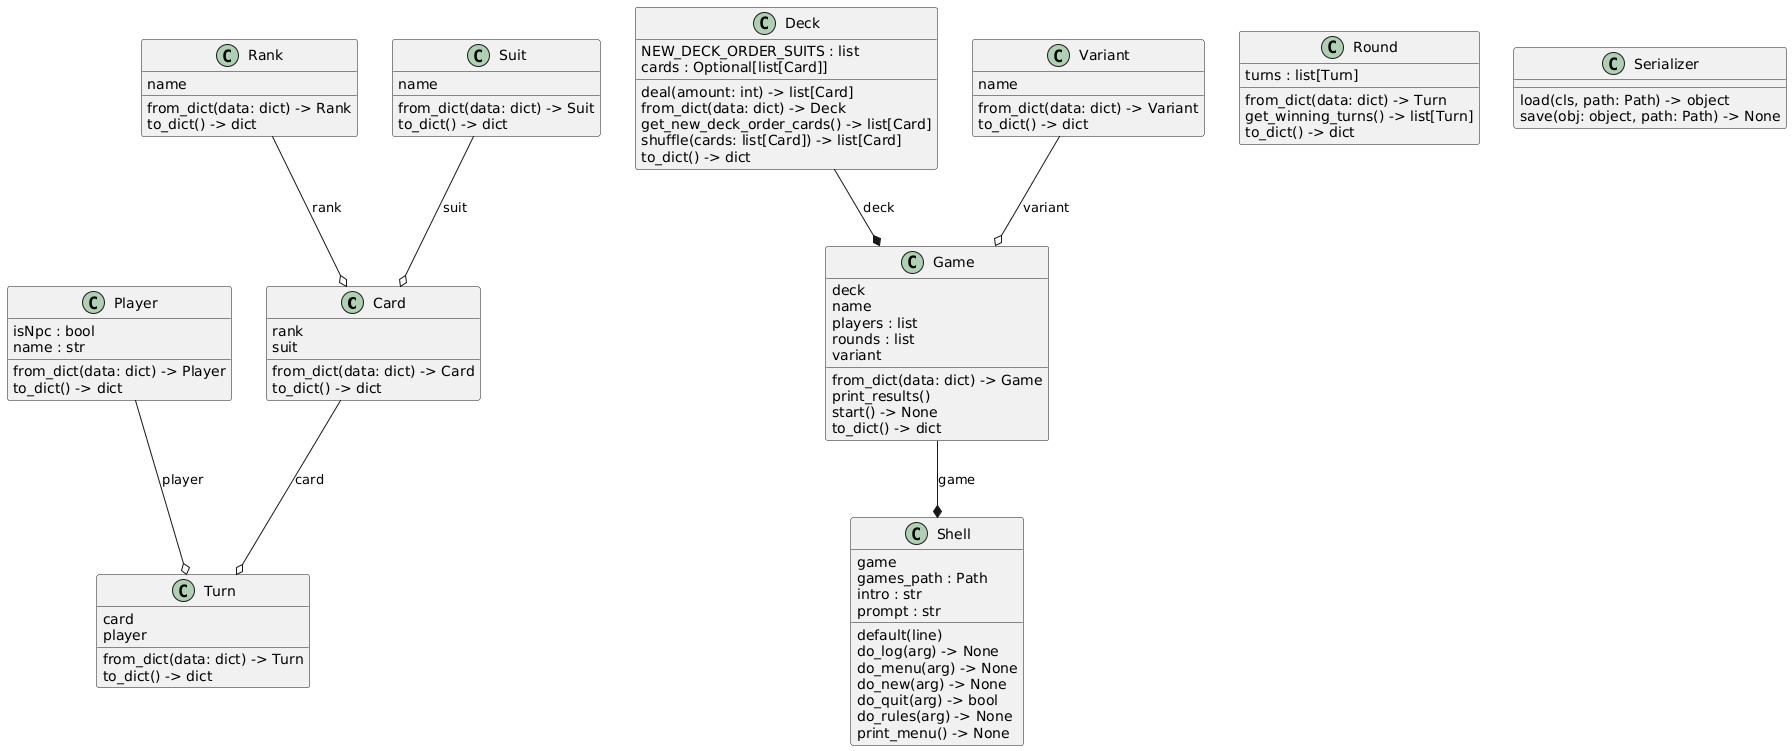 C Rank
name
from_dict(data: dict) -> Rank
to_dict() -> dict
C Suit
name
from_dict(data: dict) -> Suit
to_dict() -> dict
C Deck
NEW_DECK_ORDER_SUITS : list
cards : Optional[list[Card]]
deal(amount: int) -> list[Card]
from_dict(data: dict) -> Deck
get_new_deck_order_cards() -> list[Card]
shuffle(cards: list[Card]) -> list[Card]
to_dict() -> dict
C Variant
name
from_dict(data: dict) -> Variant
to_dict() -> dict
C Round
turns : list[Turn]
from_dict(data: dict) -> Turn
get_winning_turns() -> list[Turn]
to_dict() -> dict
C Serializer
load(cls, path: Path) -> object
save(obj: object, path: Path) -> None
rank
suit
deck
variant
C Player
isNpc : bool
name : str
from_dict(data: dict) -> Player
to_dict() -> dict
C Card
rank
suit
from_dict(data: dict) -> Card
to_dict() -> dict
C Game
deck
name
players : list
rounds : list
variant
from_dict(data: dict) -> Game
print_results()
start() -> None
to_dict() -> dict
player
card
game
C Turn
card
player
from_dict(data: dict) -> Turn
to_dict() -> dict
C Shell
game
games_path : Path
intro : str
prompt : str
default(line)
do_log(arg) -> None
do_menu(arg) -> None
do_new(arg) -> None
do_quit(arg) -> bool
do_rules(arg) -> None
print_menu() -> None